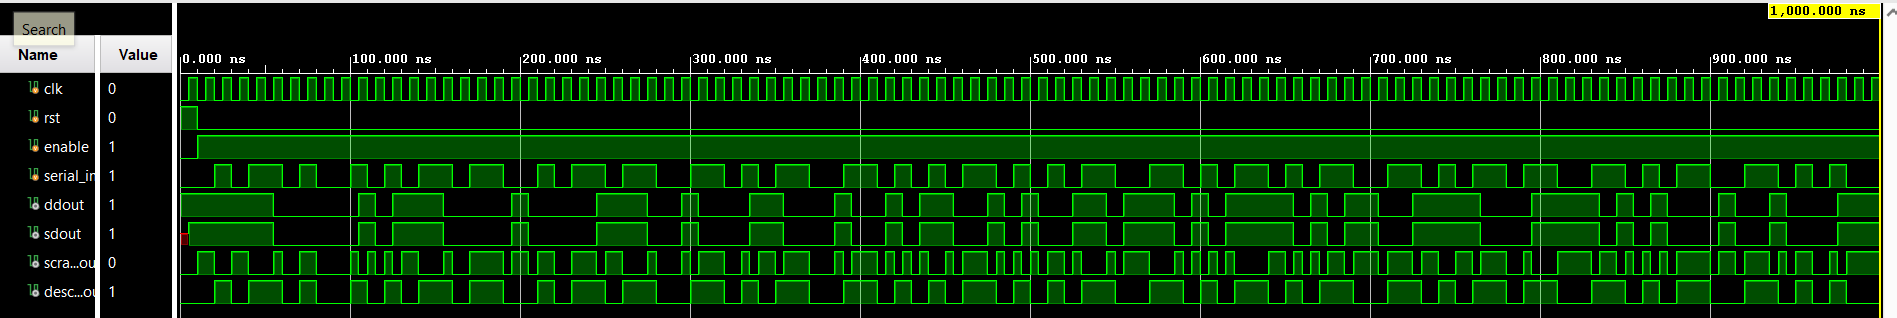 1,000.000 ns
Search
Name Value
0.000 ns 100.000 ns 200.000 ns 300.000 ns 400.000 ns 500.000 ns 600.000 ns 700.000 ns 800.000 ns 900.000 ns
clk 0
rst 0
enable 1
serial_in 1
ddout 1
sdout 1
scra...ou 0
desc...ou 1